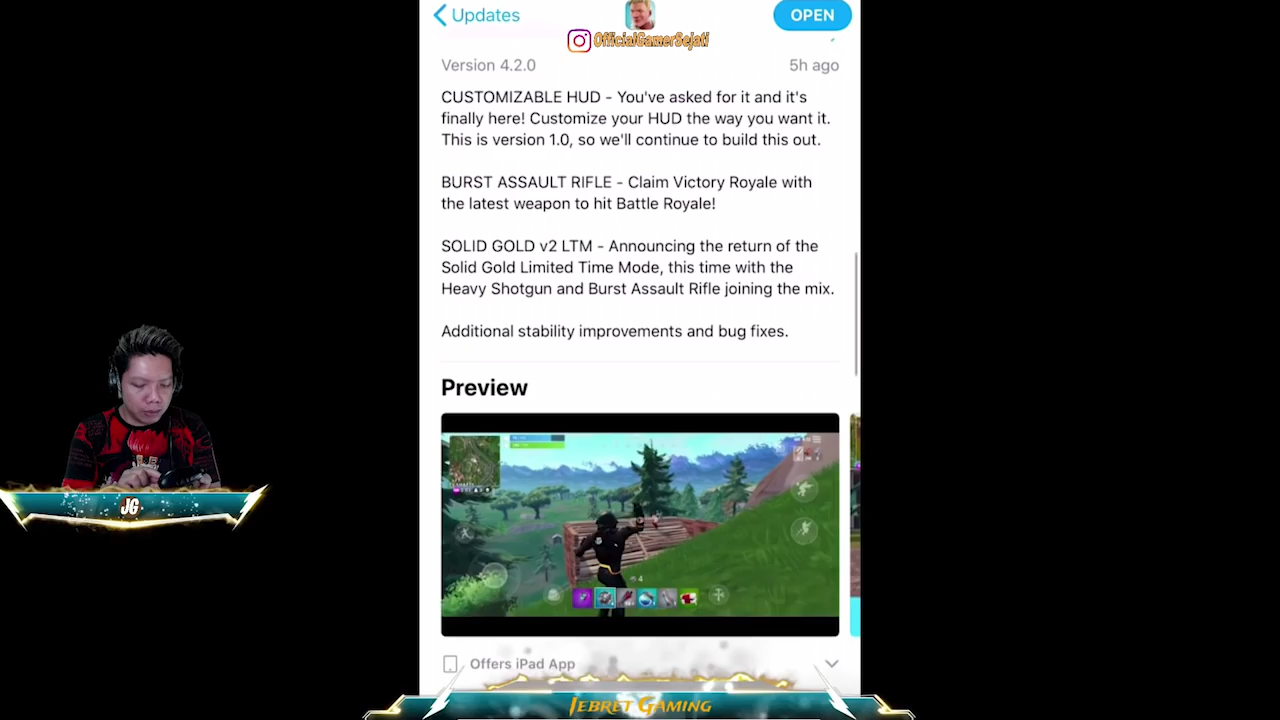 Updates
OPEN
OfficialGamerSejati
Version 4.2.0
5h ago
CUSTOMIZABLE HUD - You've asked for it and it's
finally here! Customize your HUD the way you want it.
This is version 1.0, so we'll continue to build this out.
BURST ASSAULT RIFLE - Claim Victory Royale with
the latest weapon to hit Battle Royale!
SOLID GOLD v2 LTM - Announcing the return of the
Solid Gold Limited Time Mode, this time with the
Heavy Shotgun and Burst Assault Rifle joining the mix.
Additional stability improvements and bug fixes.
Preview
4
Offers iPad App
JG
JEBRET GAMING